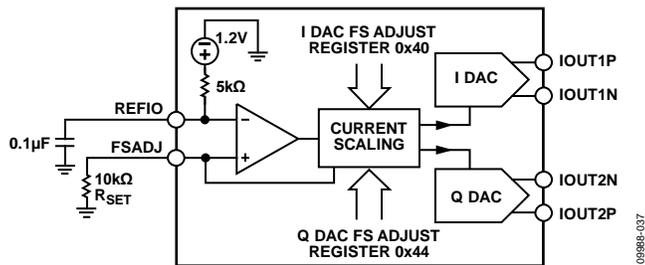 1.2V
I DAC FS ADJUST
REGISTER 0x40
5kΩ
REFIO
0.1µF
FSADJ
10kΩ
RSET
−
+
CURRENT
SCALING
I DAC
IOUT1P
IOUT1N
Q DAC
IOUT2N
IOUT2P
Q DAC FS ADJUST
REGISTER 0x44
09988-037